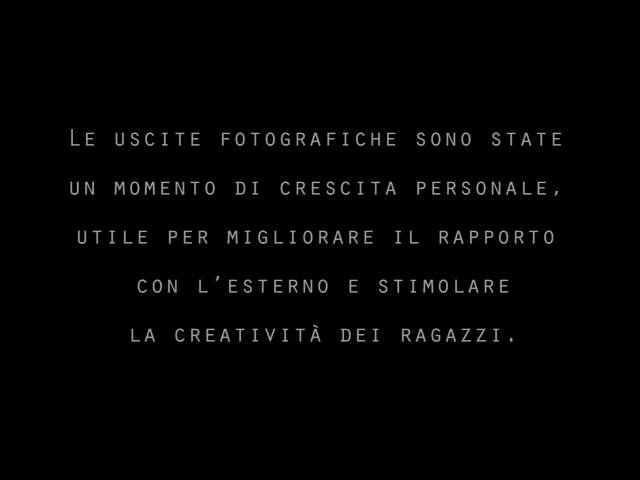 Le uscite fotografiche sono state
un momento di crescita personale,
utile per migliorare il rapporto
con l’esterno e stimolare
la creatività dei ragazzi.